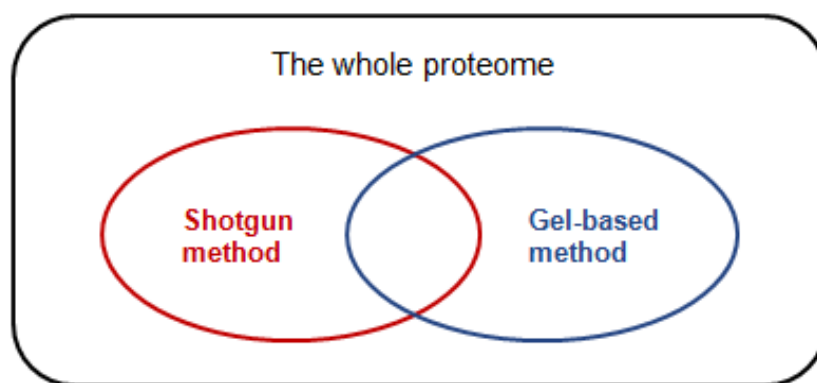 The whole proteome
Shotgun
method
Gel-based
method